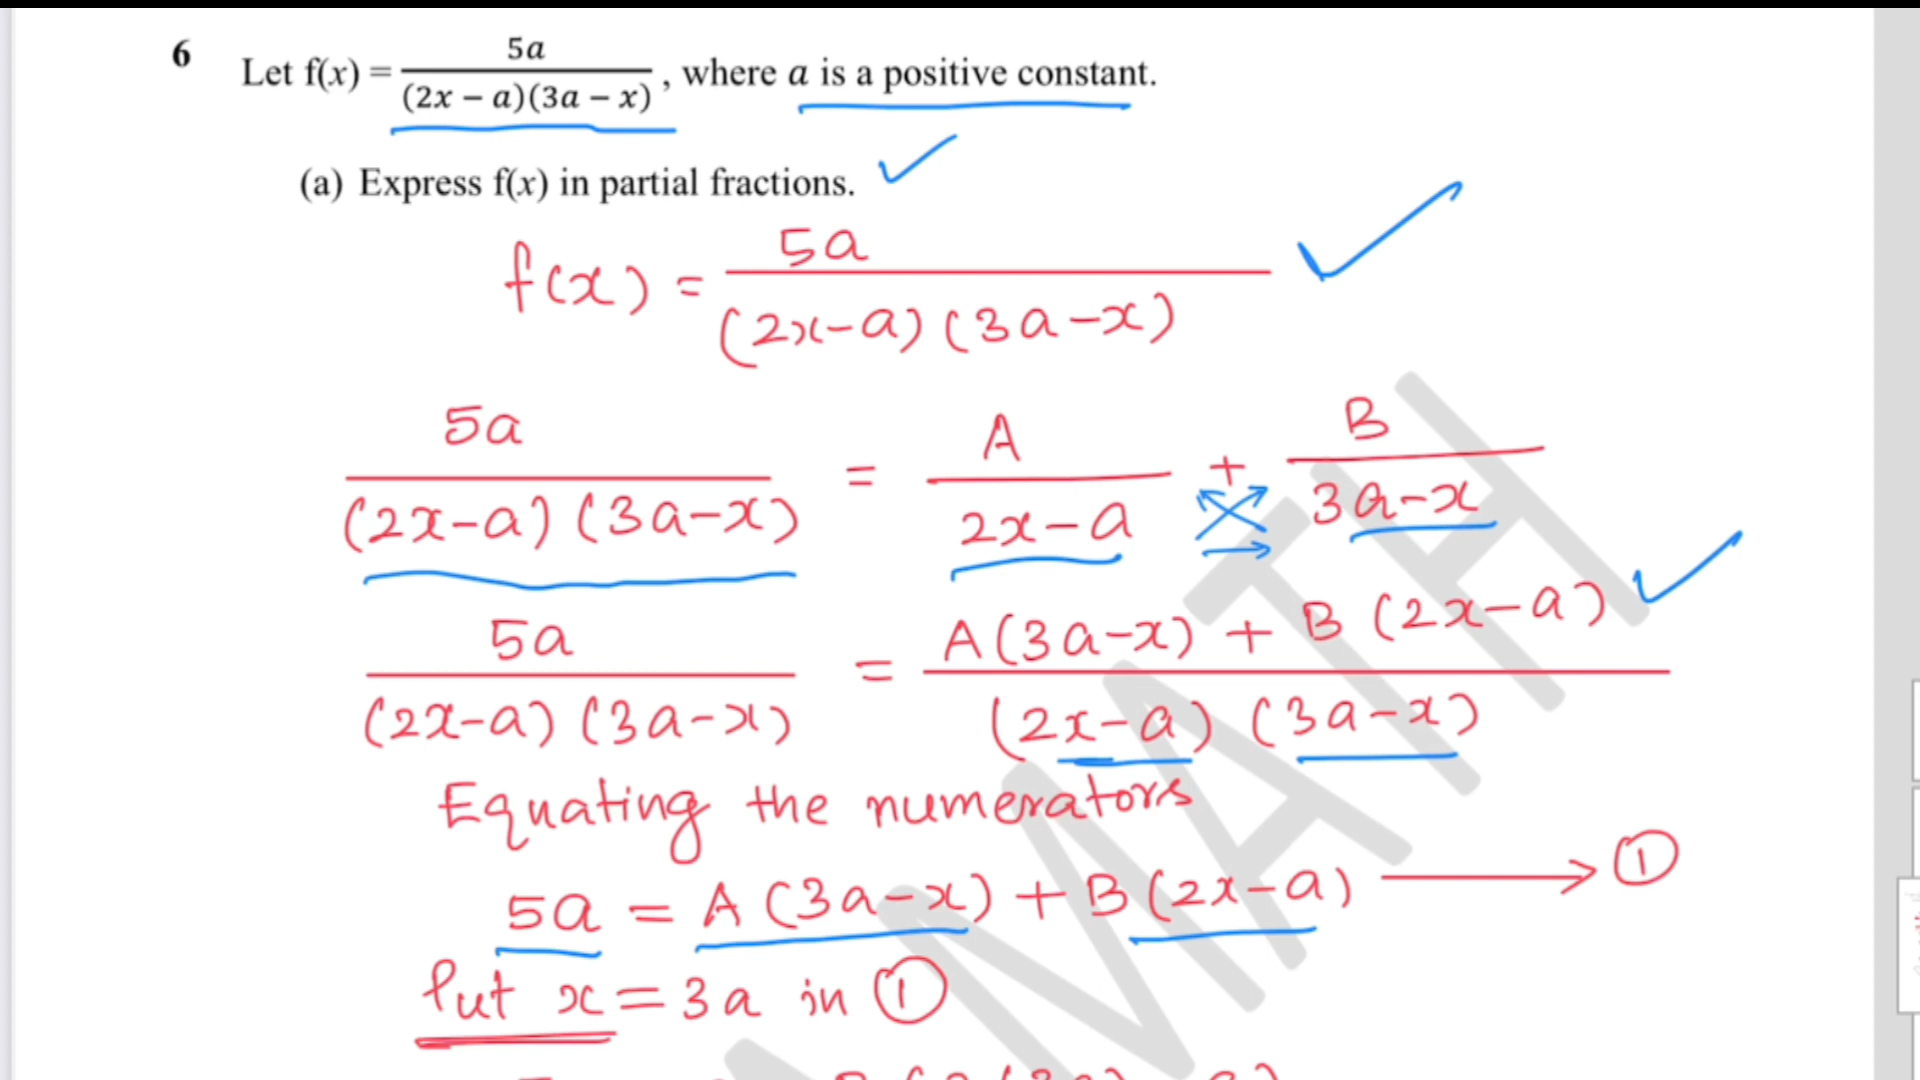 6 Let f(x) = 5a / (2x − a)(3a − x) , where a is a positive constant.
(a) Express f(x) in partial fractions.
f(x) = 5a / (2x-a)(3a-x)
5a / (2x-a)(3a-x) = A / 2x-a + B / 3a-x
5a / (2x-a)(3a-x) = A(3a-x) + B(2x-a) / (2x-a)(3a-x)
Equating the numerators
5a = A(3a-x) + B(2x-a) ⟶ ①
Put x = 3a in ①
MATH